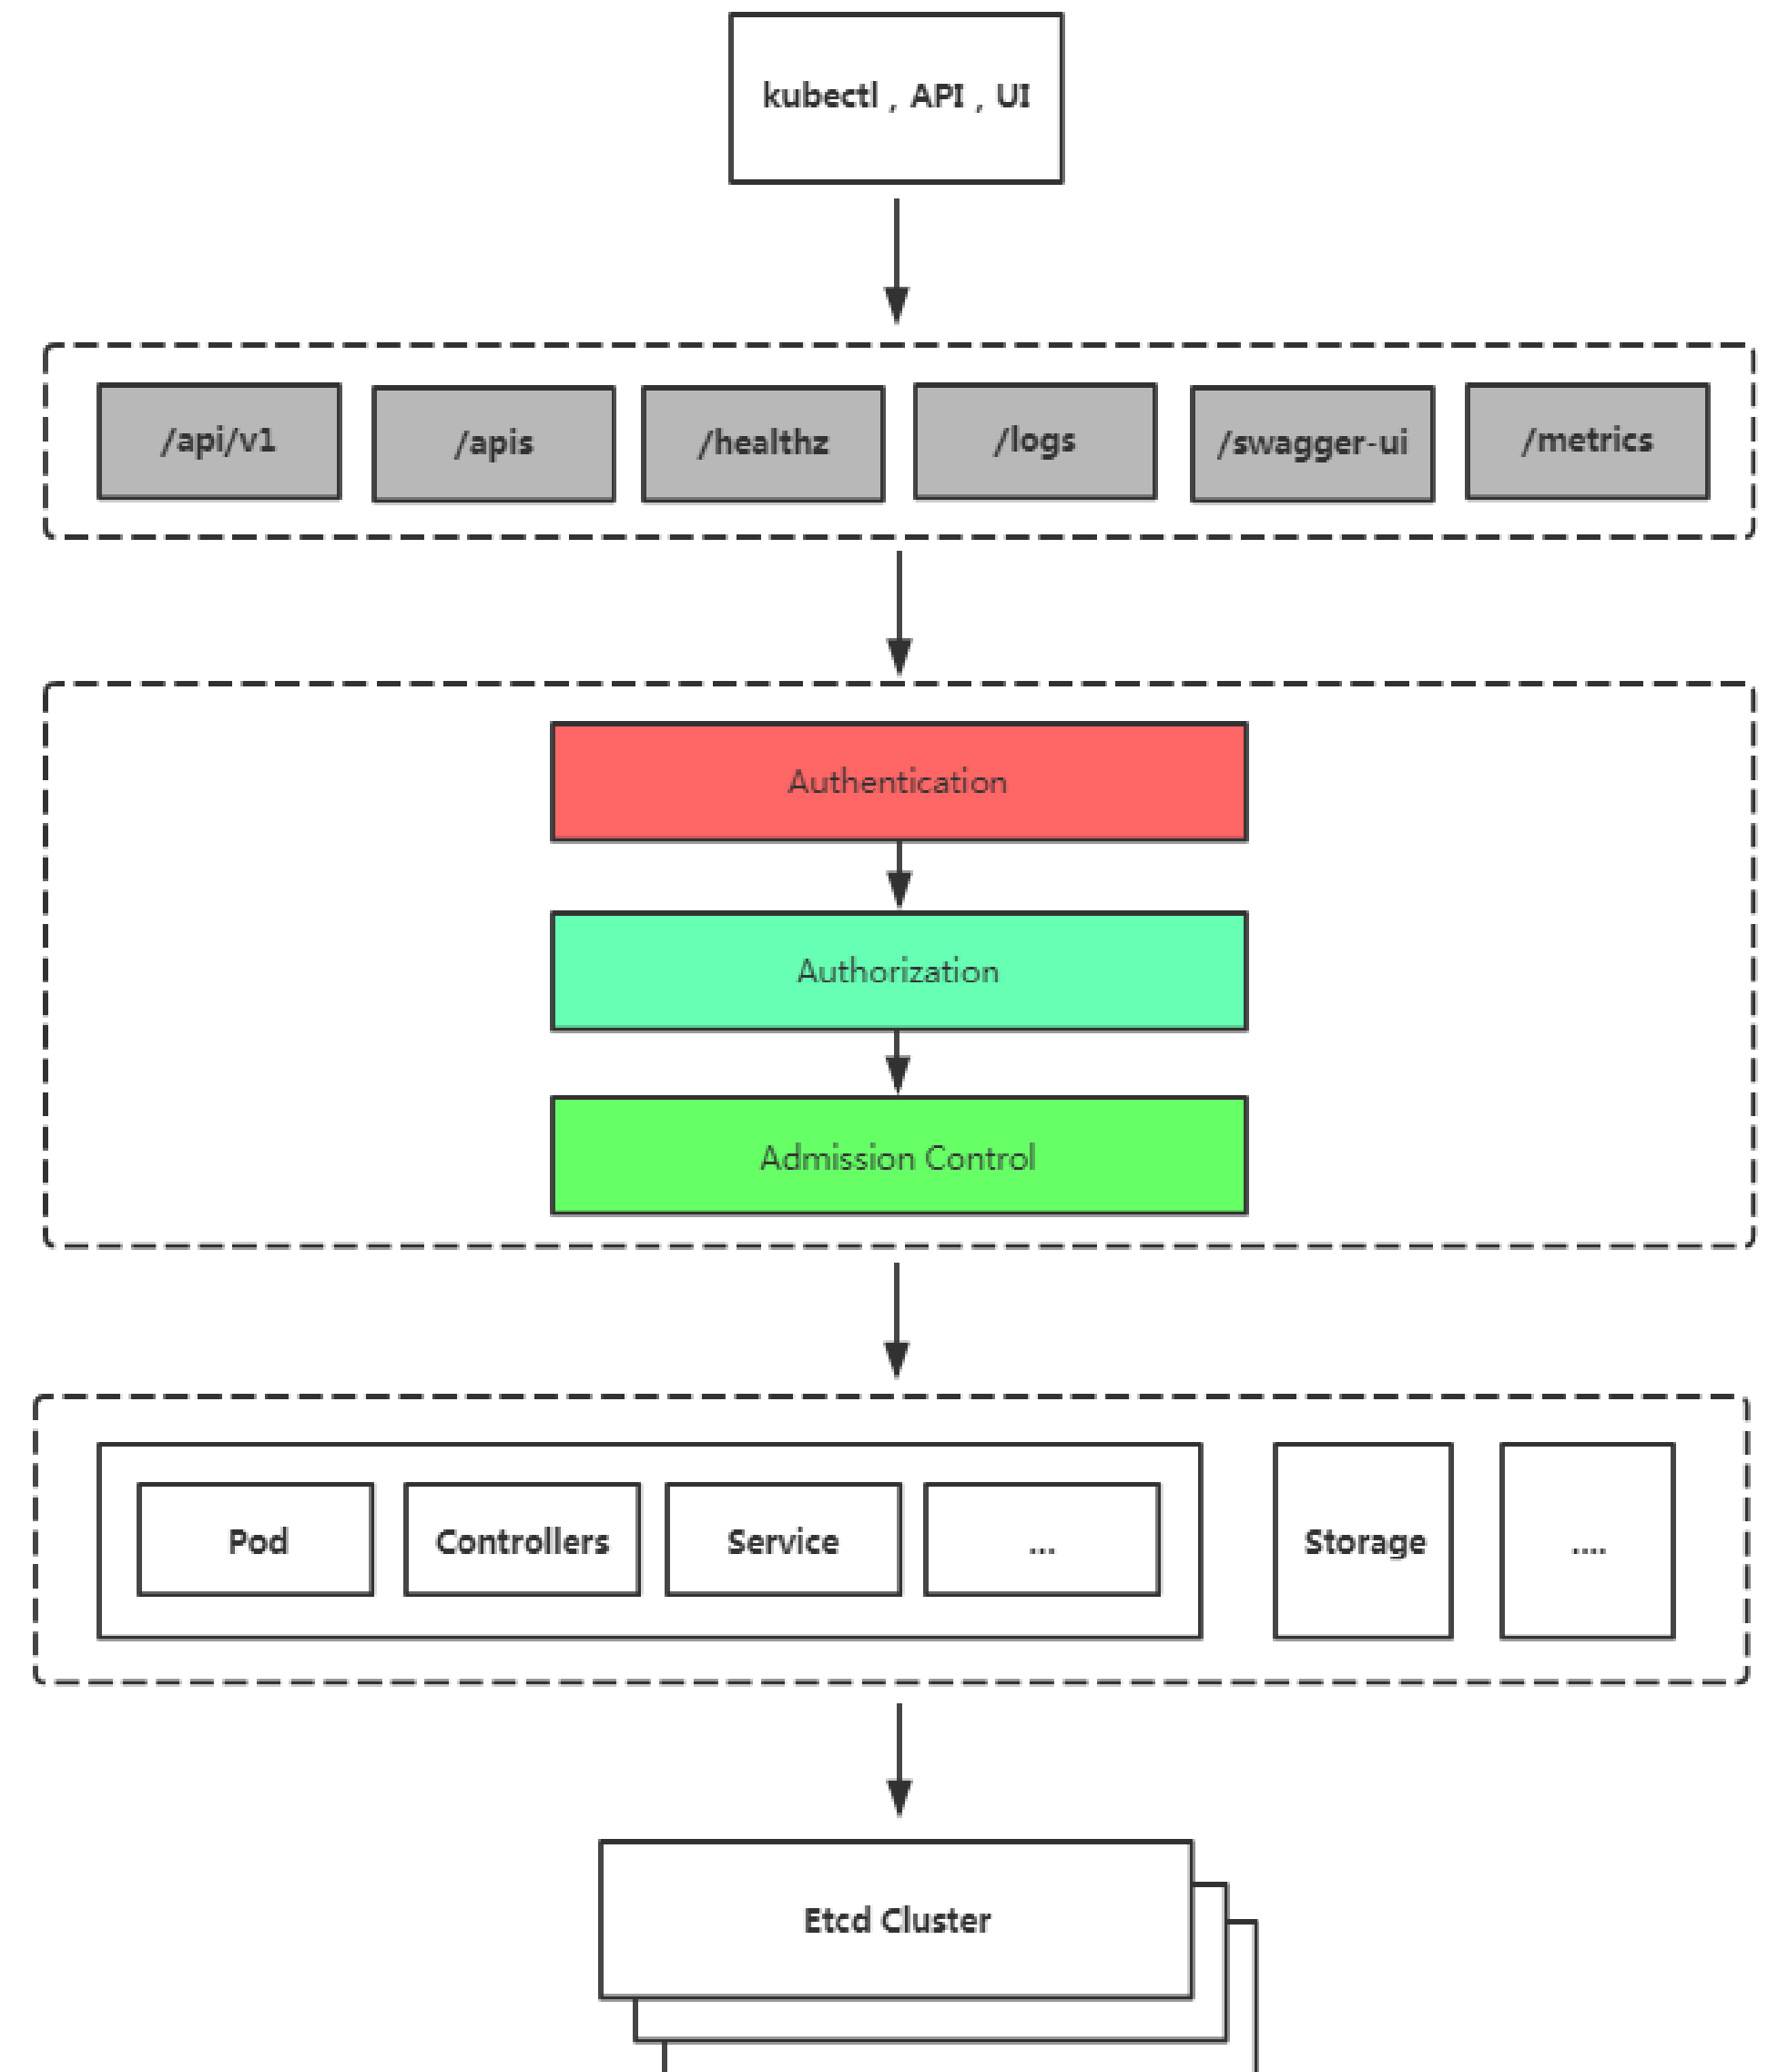 kubectl , API , UI
/api/v1
/apis
/healthz
/logs
/swagger-ui
/metrics
Authentication
Authorization
Admission Control
Pod
Controllers
Service
...
Storage
....
Etcd Cluster